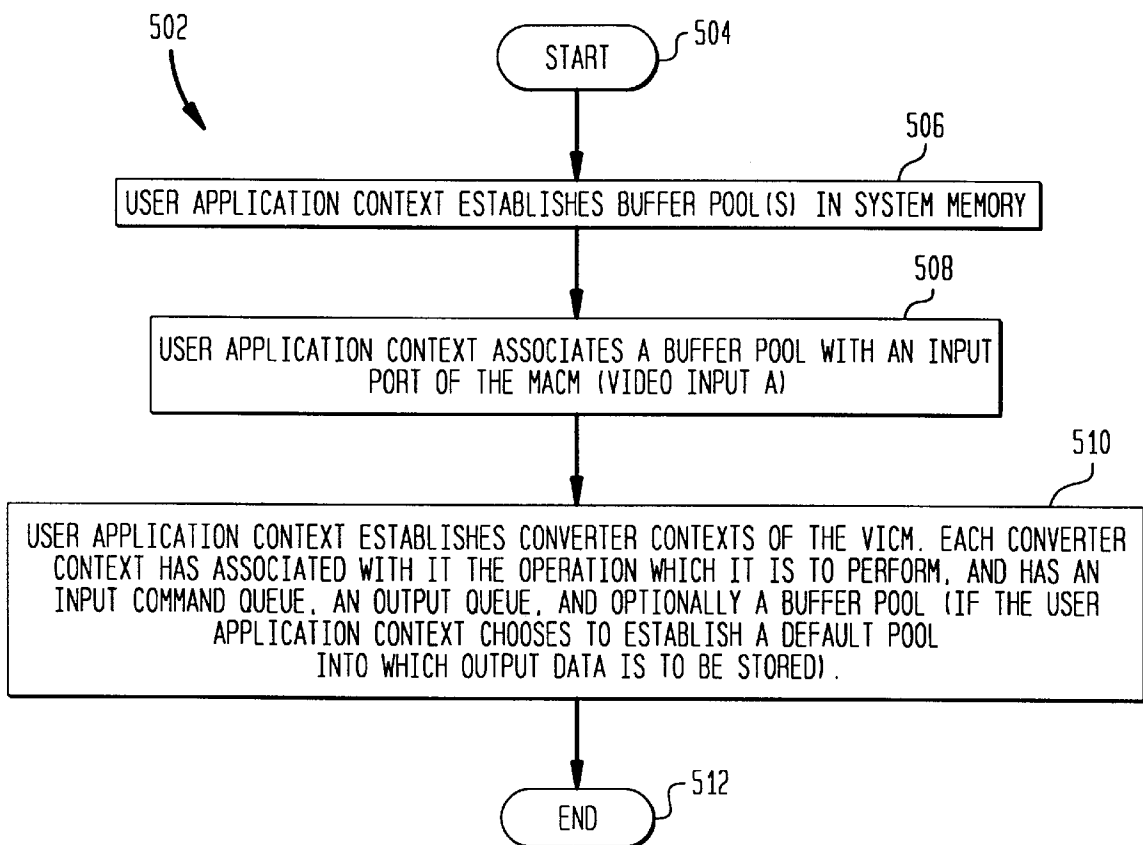 502
START
504
506
USER APPLICATION CONTEXT ESTABLISHES BUFFER POOL(S) IN SYSTEM MEMORY
508
USER APPLICATION CONTEXT ASSOCIATES A BUFFER POOL WITH AN INPUT
PORT OF THE MACM (VIDEO INPUT A)
510
USER APPLICATION CONTEXT ESTABLISHES CONVERTER CONTEXTS OF THE VICM. EACH CONVERTER
CONTEXT HAS ASSOCIATED WITH IT THE OPERATION WHICH IT IS TO PERFORM, AND HAS AN
INPUT COMMAND QUEUE, AN OUTPUT QUEUE, AND OPTIONALLY A BUFFER POOL (IF THE USER
APPLICATION CONTEXT CHOOSES TO ESTABLISH A DEFAULT POOL
INTO WHICH OUTPUT DATA IS TO BE STORED).
END
512